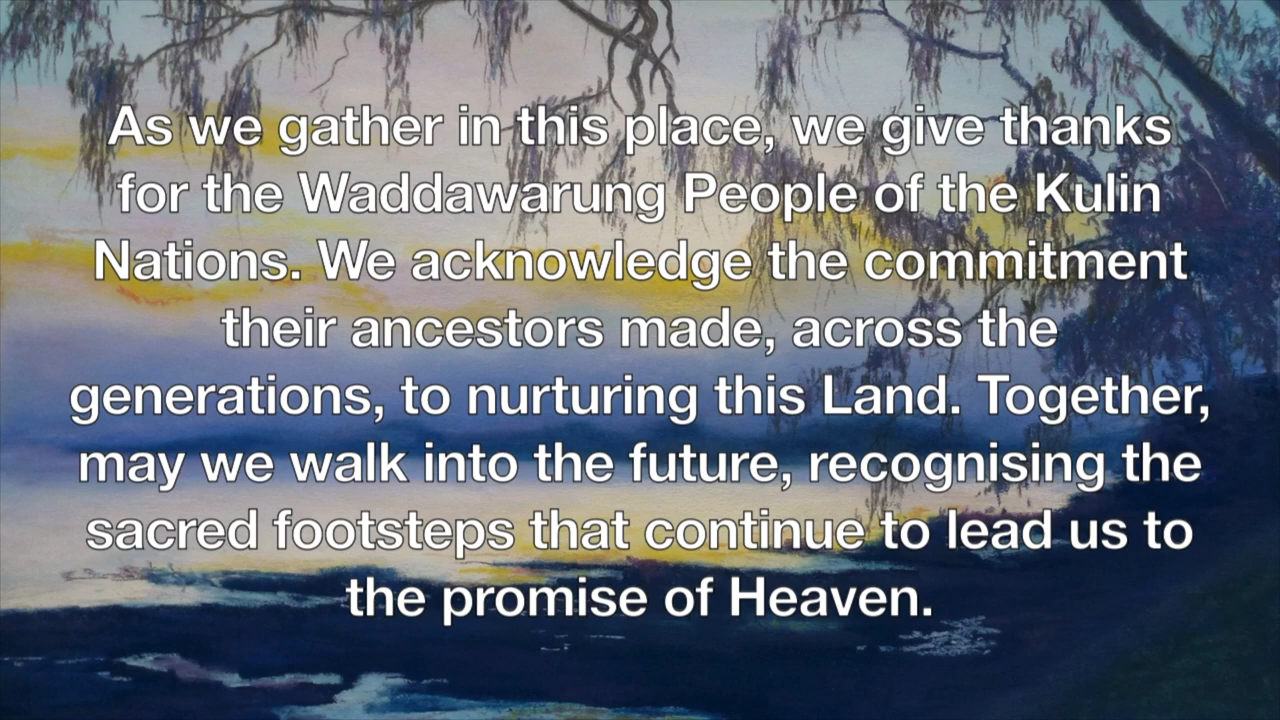 As we gather in this place, we give thanks
for the Waddawarung People of the Kulin
Nations. We acknowledge the commitment
their ancestors made, across the
generations, to nurturing this Land. Together,
may we walk into the future, recognising the
sacred footsteps that continue to lead us to
the promise of Heaven.